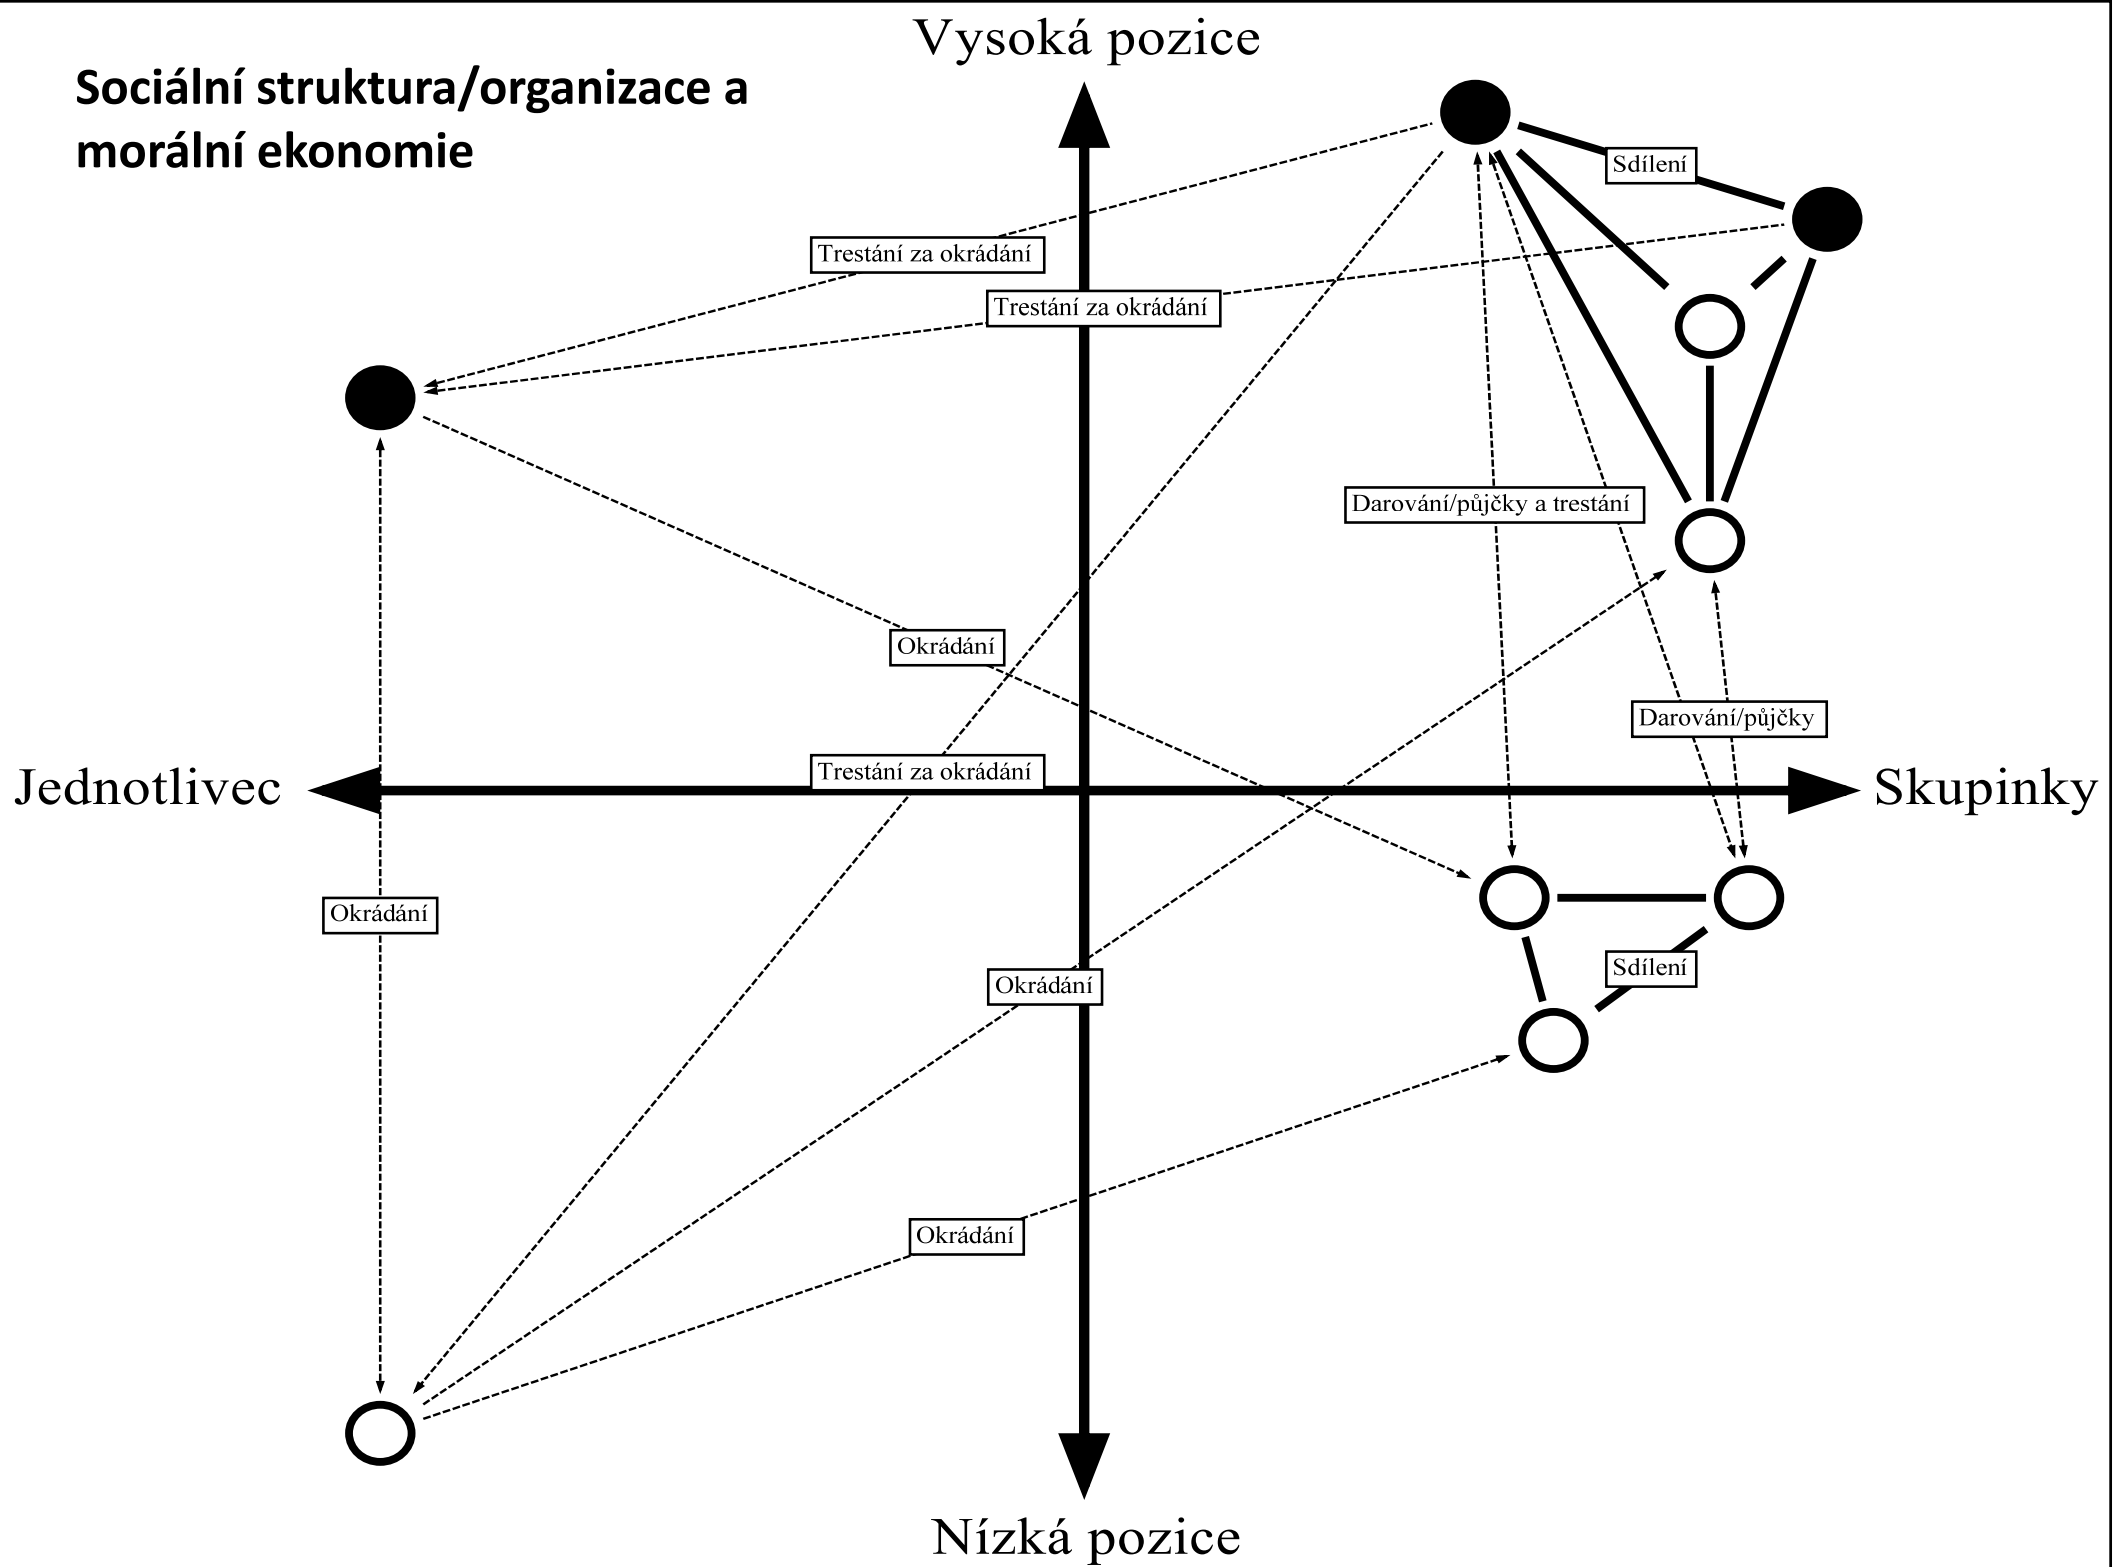 Vysoká pozice
Sociální struktura/organizace a
morální ekonomie
Sdílení
Trestání za okrádání
Trestání za okrádání
Darování/půjčky a trestání
Okrádání
Darování/půjčky
Trestání za okrádání
Jednotlivec
Skupinky
Okrádání
Sdílení
Okrádání
Okrádání
Nízká pozice